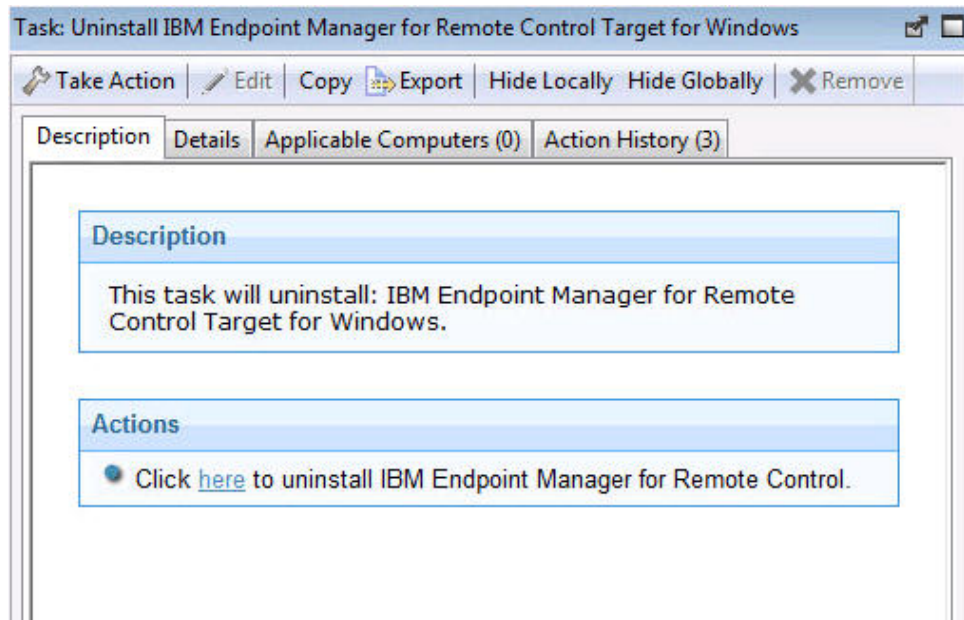 Task: Uninstall IBM Endpoint Manager for Remote Control Target for Windows
Take Action Edit Copy Export Hide Locally Hide Globally Remove
Description Details Applicable Computers (0) Action History (3)
Description
This task will uninstall: IBM Endpoint Manager for Remote
Control Target for Windows.
Actions
Click here to uninstall IBM Endpoint Manager for Remote Control.